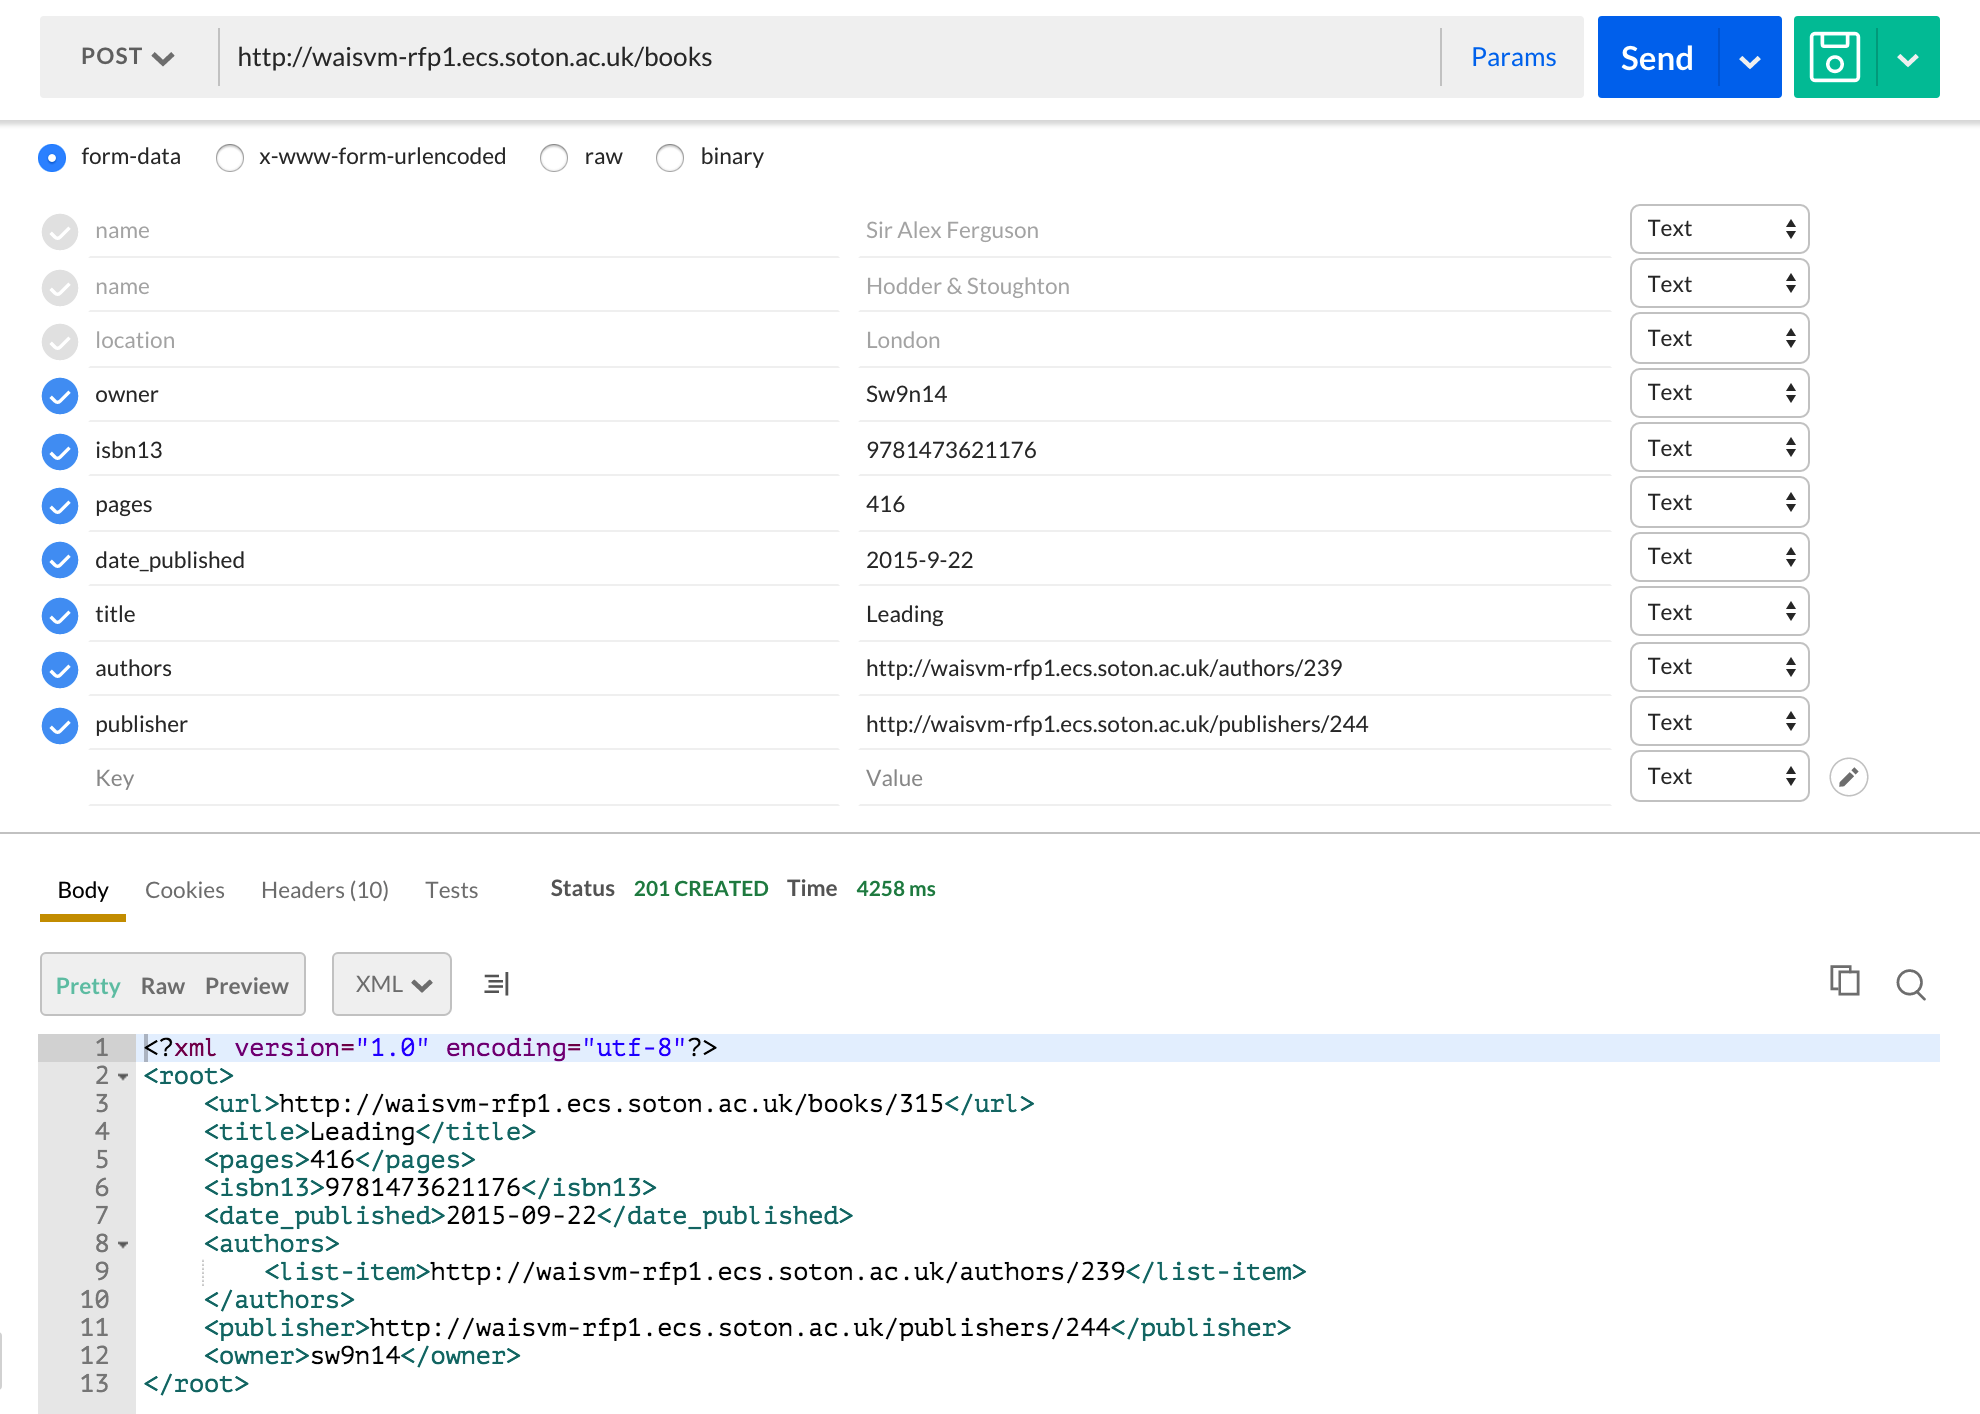 POST http://waisvm-rfp1.ecs.soton.ac.uk/books Params Send
form-data x-www-form-urlencoded raw binary
name Sir Alex Ferguson Text
name Hodder & Stoughton Text
location London Text
owner Sw9n14 Text
isbn13 9781473621176 Text
pages 416 Text
date_published 2015-9-22 Text
title Leading Text
authors http://waisvm-rfp1.ecs.soton.ac.uk/authors/239 Text
publisher http://waisvm-rfp1.ecs.soton.ac.uk/publishers/244 Text
Key Value Text
Body Cookies Headers (10) Tests Status 201 CREATED Time 4258 ms
Pretty Raw Preview XML
1 <?xml version="1.0" encoding="utf-8"?>
2 <root>
3 <url>http://waisvm-rfp1.ecs.soton.ac.uk/books/315</url>
4 <title>Leading</title>
5 <pages>416</pages>
6 <isbn13>9781473621176</isbn13>
7 <date_published>2015-09-22</date_published>
8 <authors>
9 <list-item>http://waisvm-rfp1.ecs.soton.ac.uk/authors/239</list-item>
10 </authors>
11 <publisher>http://waisvm-rfp1.ecs.soton.ac.uk/publishers/244</publisher>
12 <owner>sw9n14</owner>
13 </root>